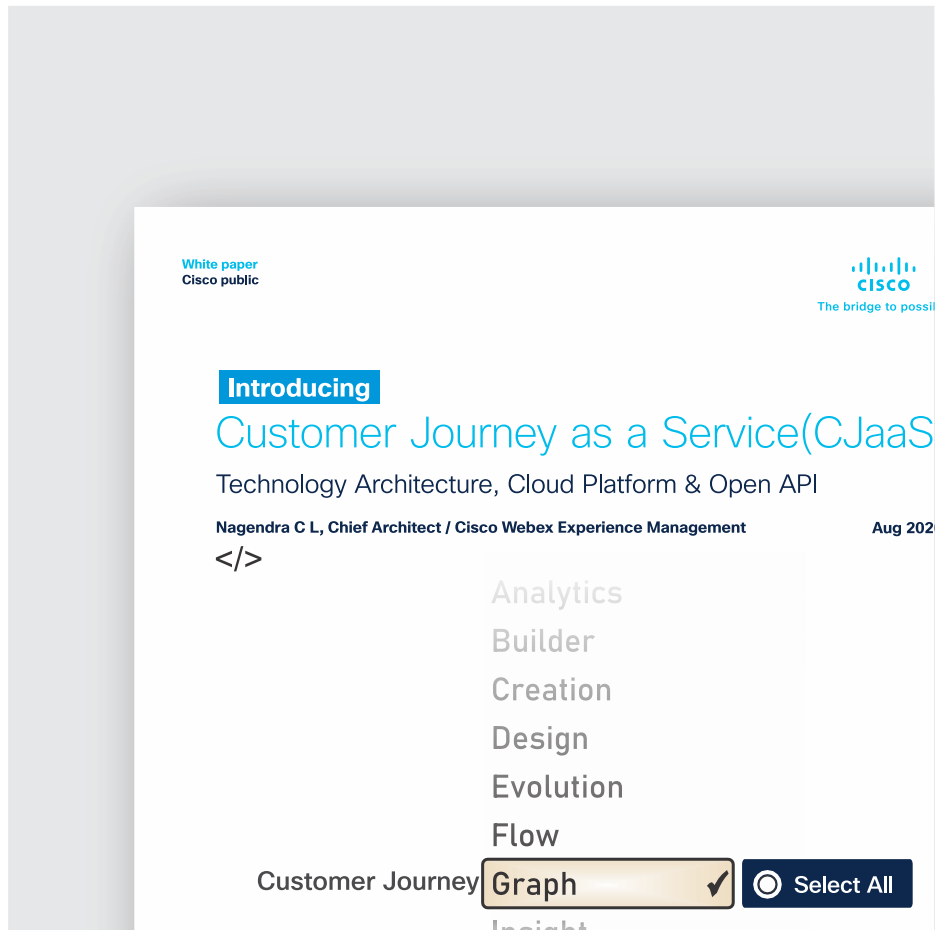 White paper
Cisco public
CISCO
The bridge to
Introducing
Customer Journey as a Service(CJaaS
Technology Architecture, Cloud Platform & Open API
Nagendra C L, Chief Architect / Cisco Webex Experience Management Aug
</>
Analytics
Builder
Creation
Design
Evolution
Flow
Customer Journey Graph ✓ Select All
Insight